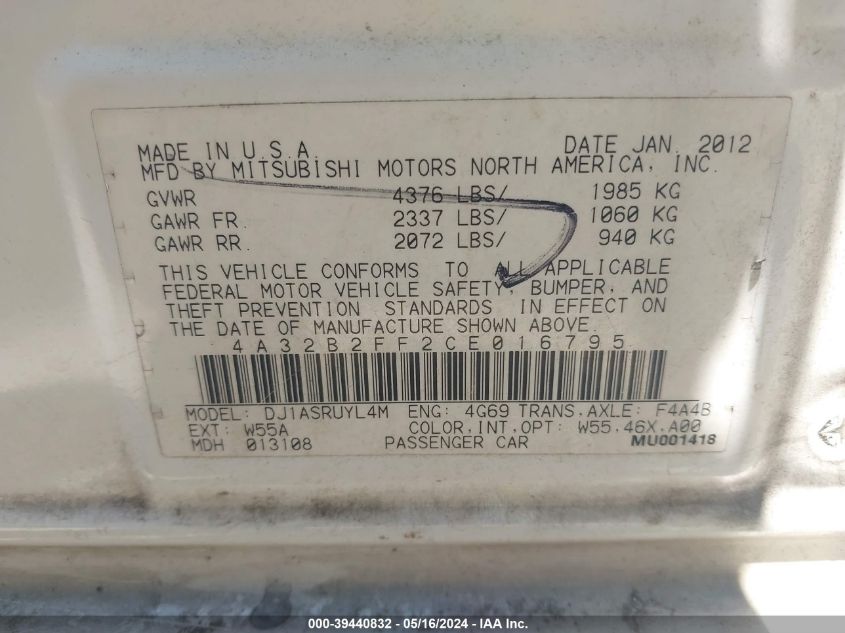 MADE IN U.S.A. DATE JAN. 2012
MFD BY MITSUBISHI MOTORS NORTH AMERICA, INC.
GVWR 4376 LBS/ 1985 KG
GAWR FR. 2337 LBS/ 1060 KG
GAWR RR. 2072 LBS/ 940 KG
THIS VEHICLE CONFORMS TO ALL APPLICABLE
FEDERAL MOTOR VEHICLE SAFETY, BUMPER, AND
THEFT PREVENTION STANDARDS IN EFFECT ON
THE DATE OF MANUFACTURE SHOWN ABOVE.
4A32B2FF2CE016795
MODEL: DJ1ASRUYL4M ENG: 4G69 TRANS.AXLE: F4A4B
EXT: W55A COLOR.INT.OPT: W55.46X.A00
MDH 013108 PASSENGER CAR MU001418
000-39440832 - 05/16/2024 - IAA Inc.